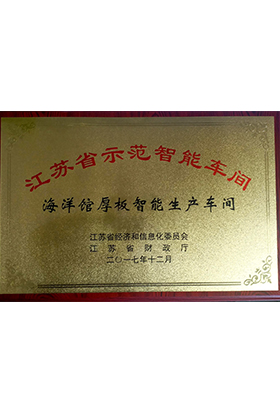 江苏省示范智能车间
海洋馆厚板智能生产车间
江苏省经济和信息化委员会
江苏省财政厅
二〇一七年十二月